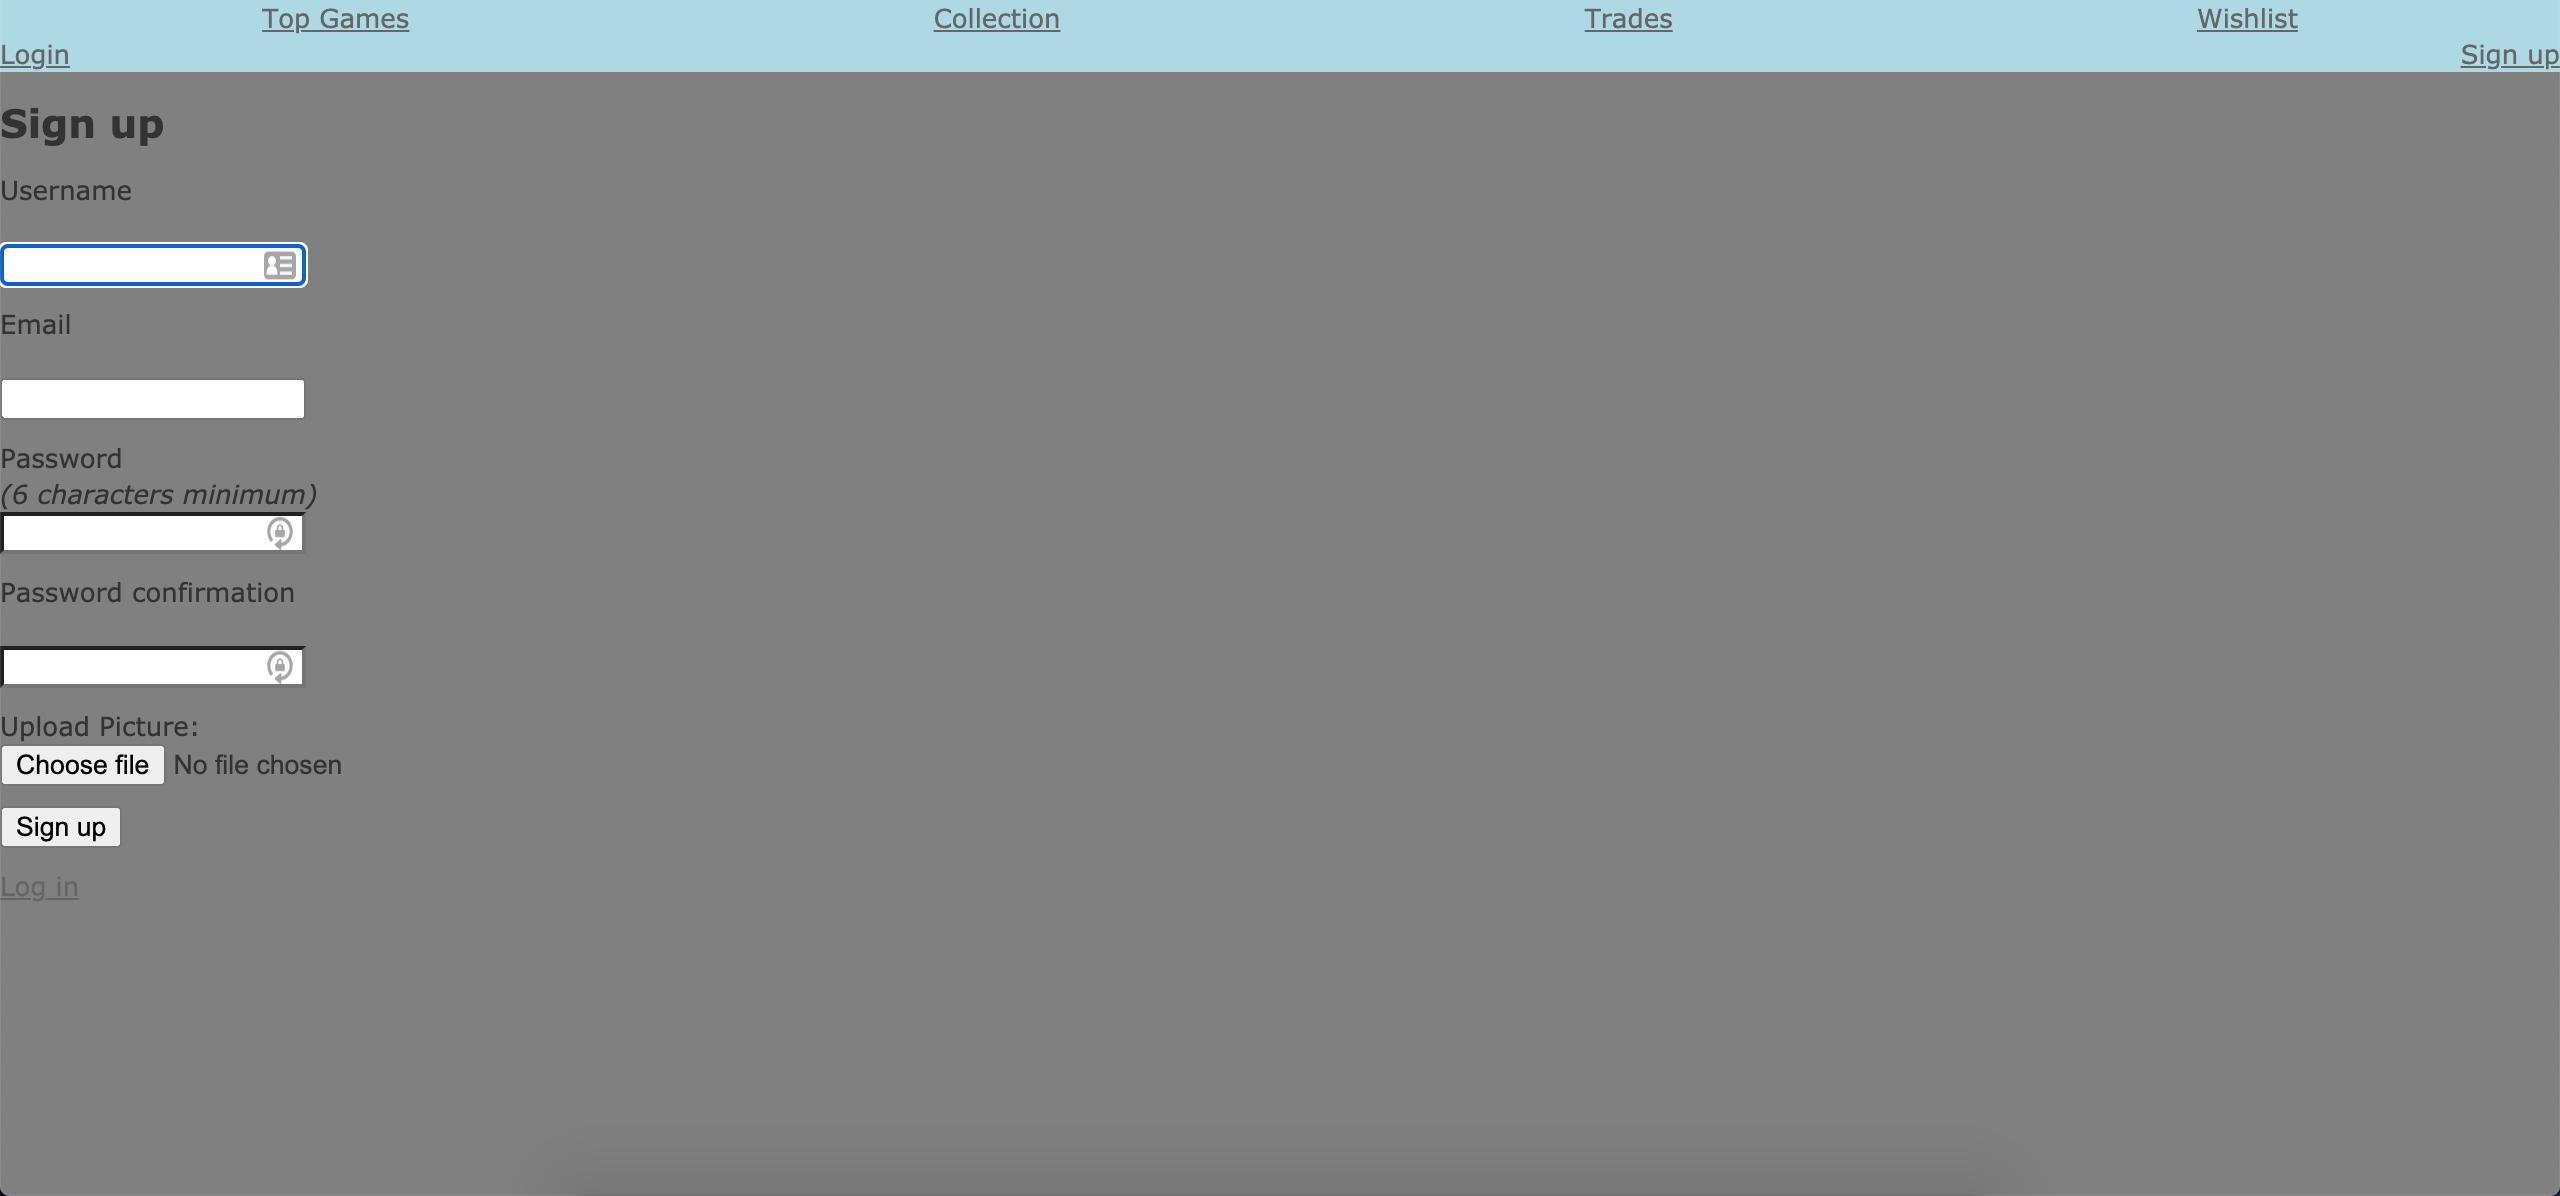 Top Games Collection Trades Wishlist
Login Sign up
Sign up
Username
Email
Password
(6 characters minimum)
Password confirmation
Upload Picture:
Choose file No file chosen
Sign up
Log in